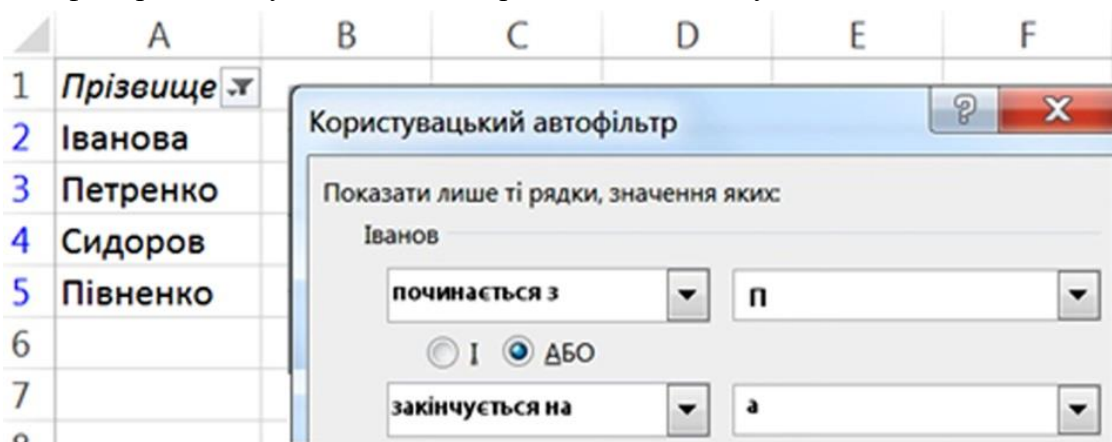 A B C D E F
1 Прізвище
2 Іванова
3 Петренко
4 Сидоров
5 Півненко
6
7
Користувацький автофільтр
Показати лише ті рядки, значення яких:
Іванов
починається з П
І АБО
закінчується на а